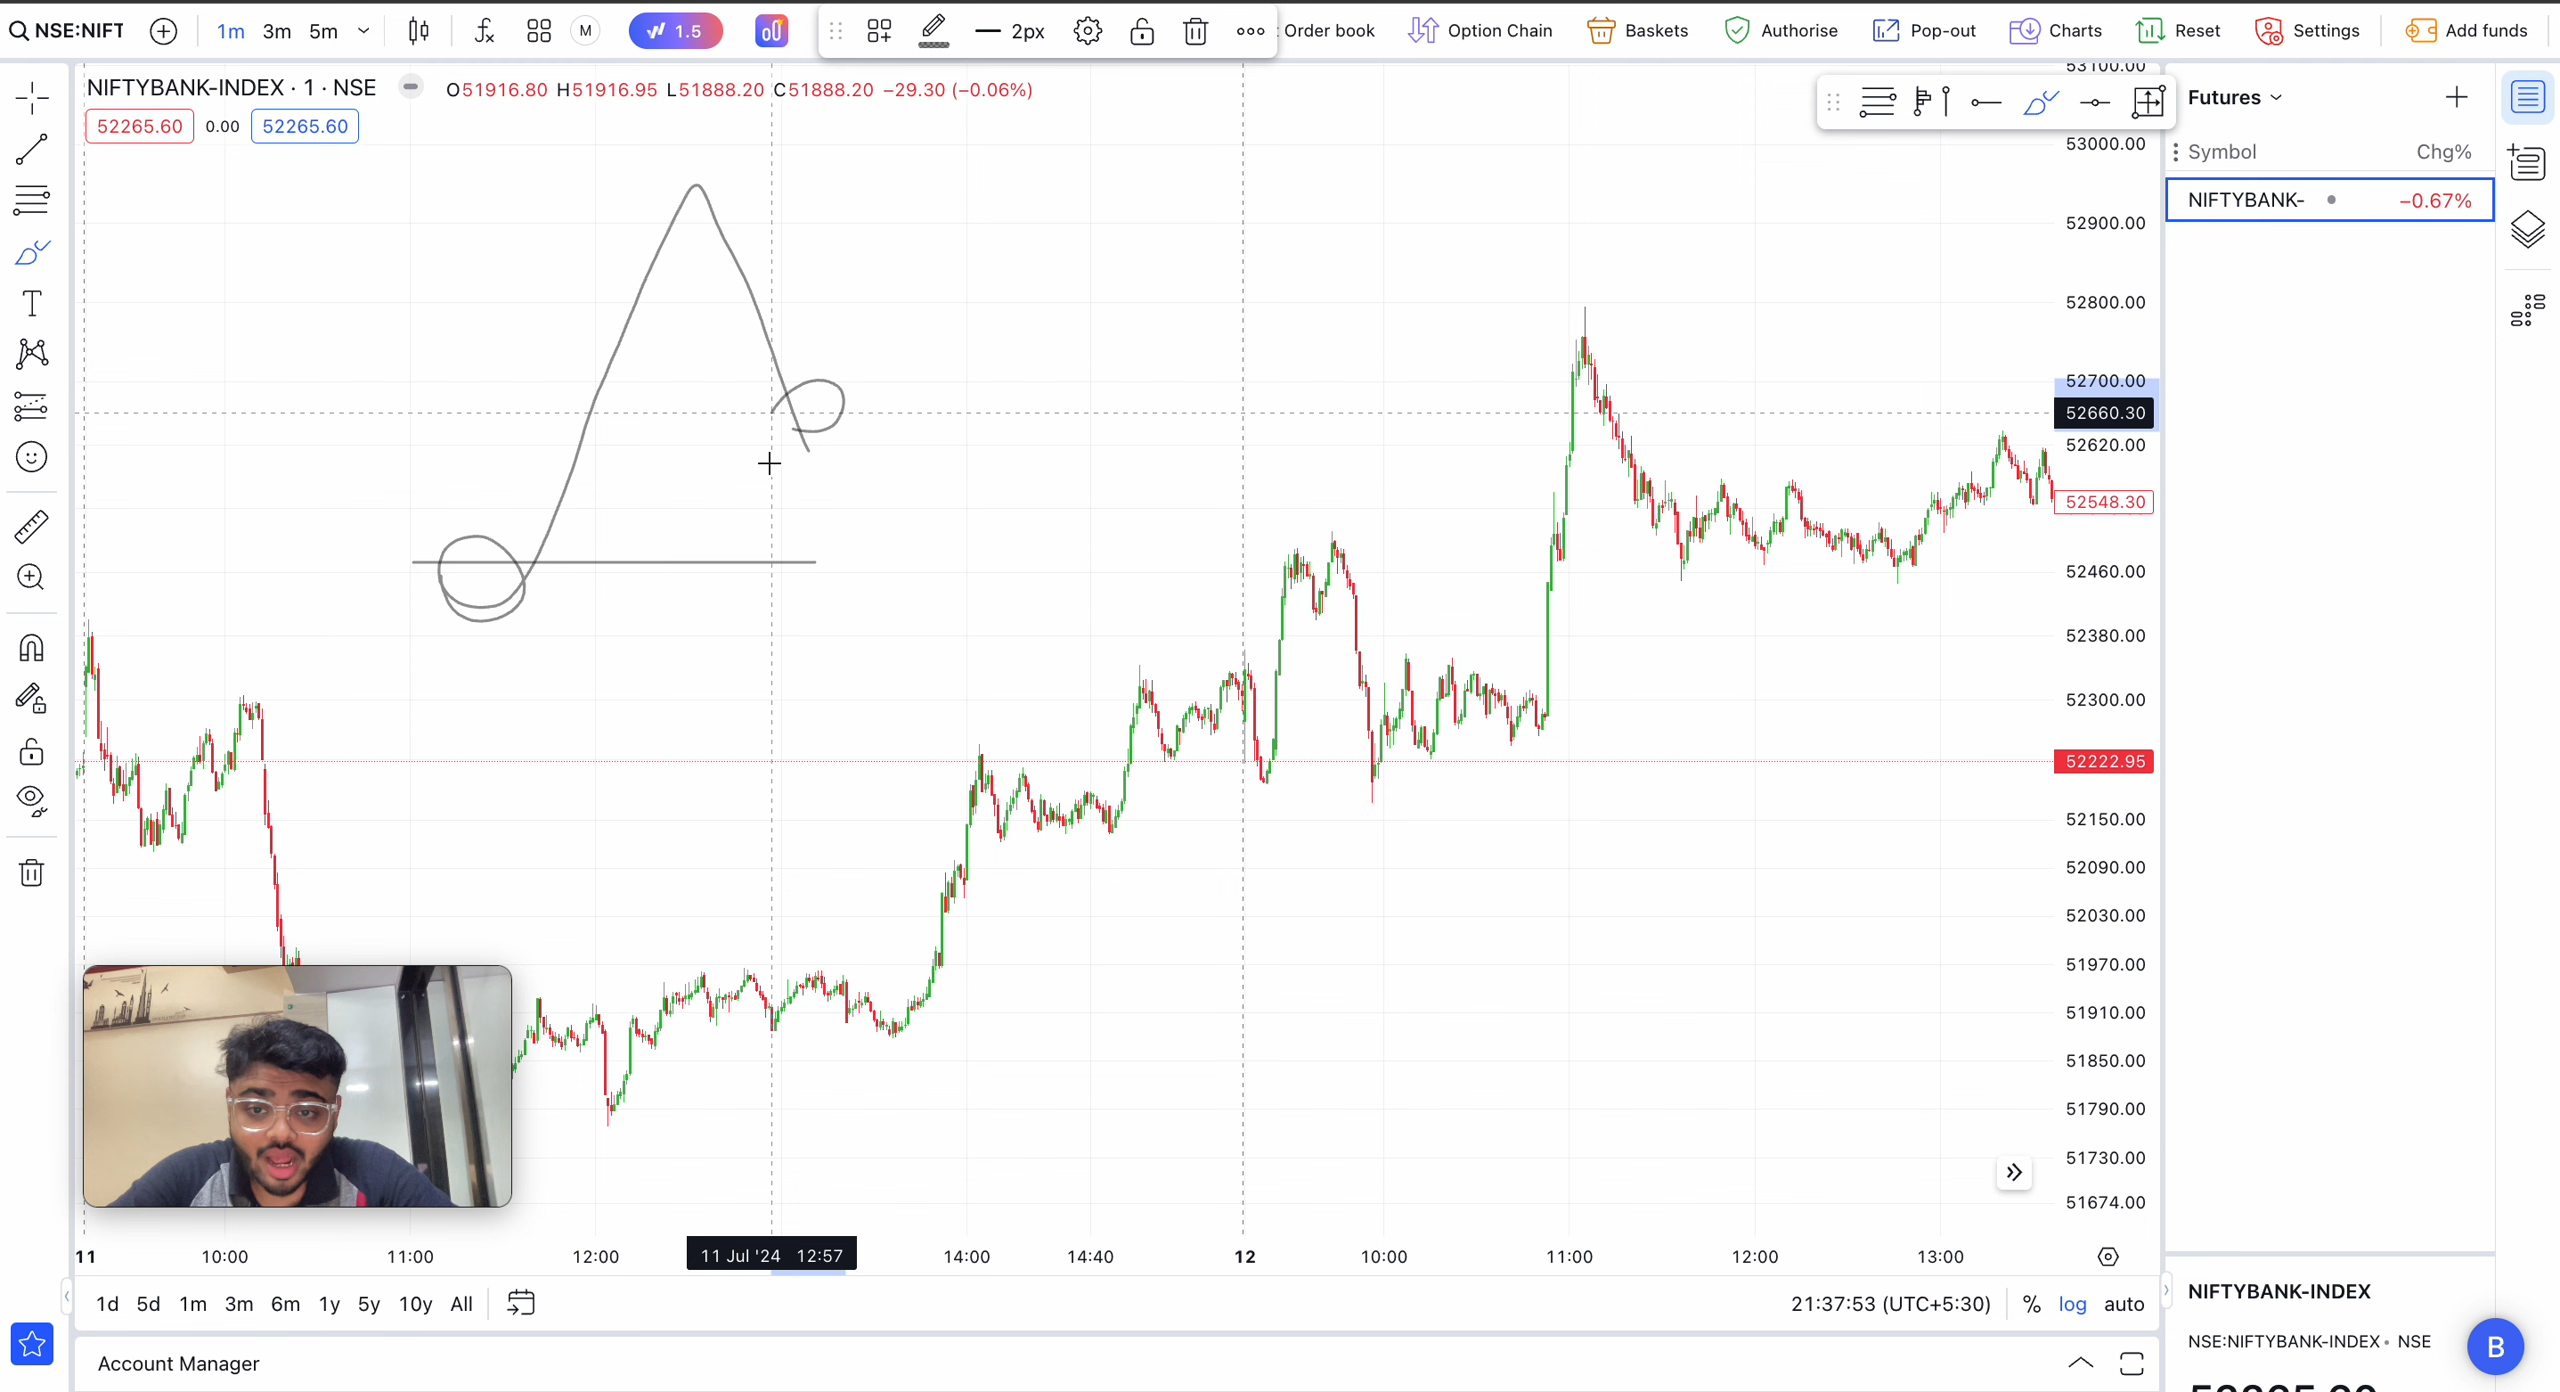 NSE:NIFT 1m 3m 5m M 1.5 2px Order book Option Chain Baskets Authorise Pop-out Charts Reset Settings Add funds
NIFTYBANK-INDEX · 1 · NSE O51916.80 H51916.95 L51888.20 C51888.20 −29.30 (−0.06%)
52265.60 0.00 52265.60
53100.00
53000.00
52900.00
52800.00
52700.00
52660.30
52620.00
52548.30
52460.00
52380.00
52300.00
52222.95
52150.00
52090.00
52030.00
51970.00
51910.00
51850.00
51790.00
51730.00
51674.00
11 10:00 11:00 12:00 11 Jul '24 12:57 14:00 14:40 12 10:00 11:00 12:00 13:00
1d 5d 1m 3m 6m 1y 5y 10y All 21:37:53 (UTC+5:30) % log auto
Account Manager
Futures
Symbol Chg%
NIFTYBANK- −0.67%
NIFTYBANK-INDEX
NSE:NIFTYBANK-INDEX • NSE
B